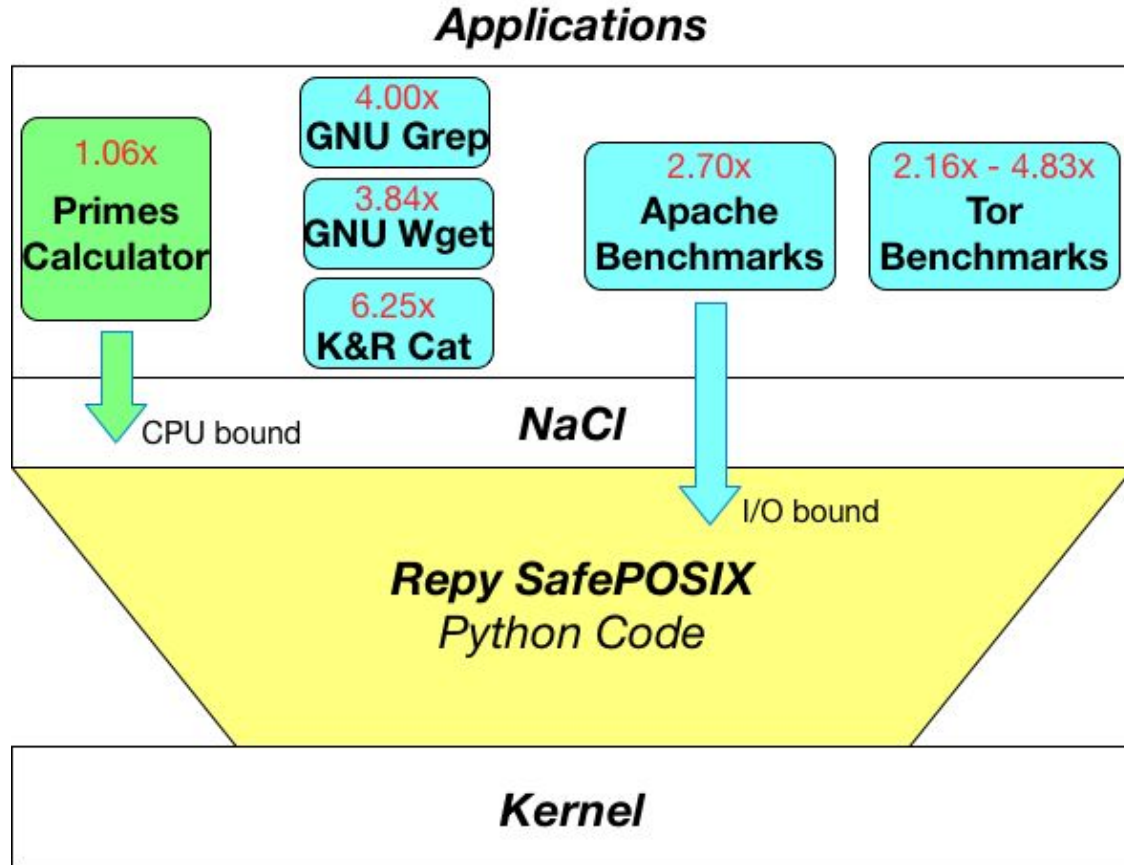 Applications
1.06x
Primes
Calculator
4.00x
GNU Grep
3.84x
GNU Wget
6.25x
K&R Cat
2.70x
Apache
Benchmarks
2.16x - 4.83x
Tor
Benchmarks
NaCl
CPU bound
I/O bound
Repy SafePOSIX
Python Code
Kernel